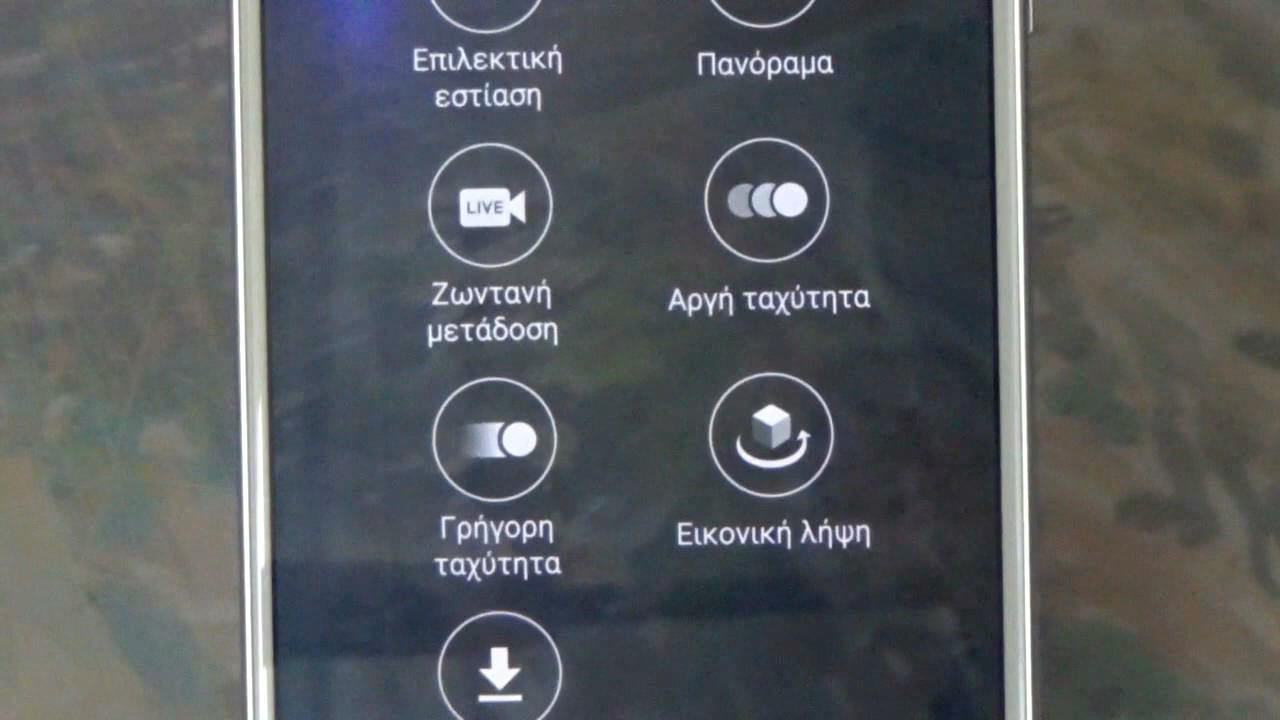 Επιλεκτική
εστίαση
Πανόραμα
LIVE
Ζωντανή
μετάδοση
Αργή ταχύτητα
Γρήγορη
ταχύτητα
Εικονική λήψη